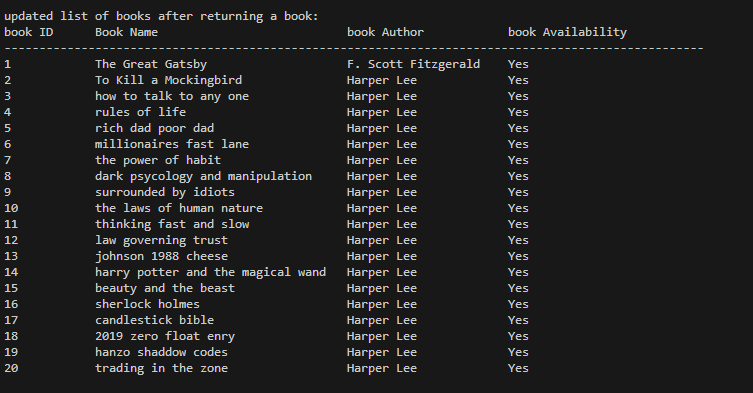 updated list of books after returning a book:
book ID      Book Name                          book Author            book Availability
----------------------------------------------------------------------------------------------------
1            The Great Gatsby                   F. Scott Fitzgerald    Yes
2            To Kill a Mockingbird              Harper Lee             Yes
3            how to talk to any one             Harper Lee             Yes
4            rules of life                      Harper Lee             Yes
5            rich dad poor dad                  Harper Lee             Yes
6            millionaires fast lane             Harper Lee             Yes
7            the power of habit                 Harper Lee             Yes
8            dark psycology and manipulation    Harper Lee             Yes
9            surrounded by idiots               Harper Lee             Yes
10           the laws of human nature           Harper Lee             Yes
11           thinking fast and slow             Harper Lee             Yes
12           law governing trust                Harper Lee             Yes
13           johnson 1988 cheese                Harper Lee             Yes
14           harry potter and the magical wand  Harper Lee             Yes
15           beauty and the beast               Harper Lee             Yes
16           sherlock holmes                    Harper Lee             Yes
17           candlestick bible                  Harper Lee             Yes
18           2019 zero float enry               Harper Lee             Yes
19           hanzo shaddow codes                Harper Lee             Yes
20           trading in the zone                Harper Lee             Yes